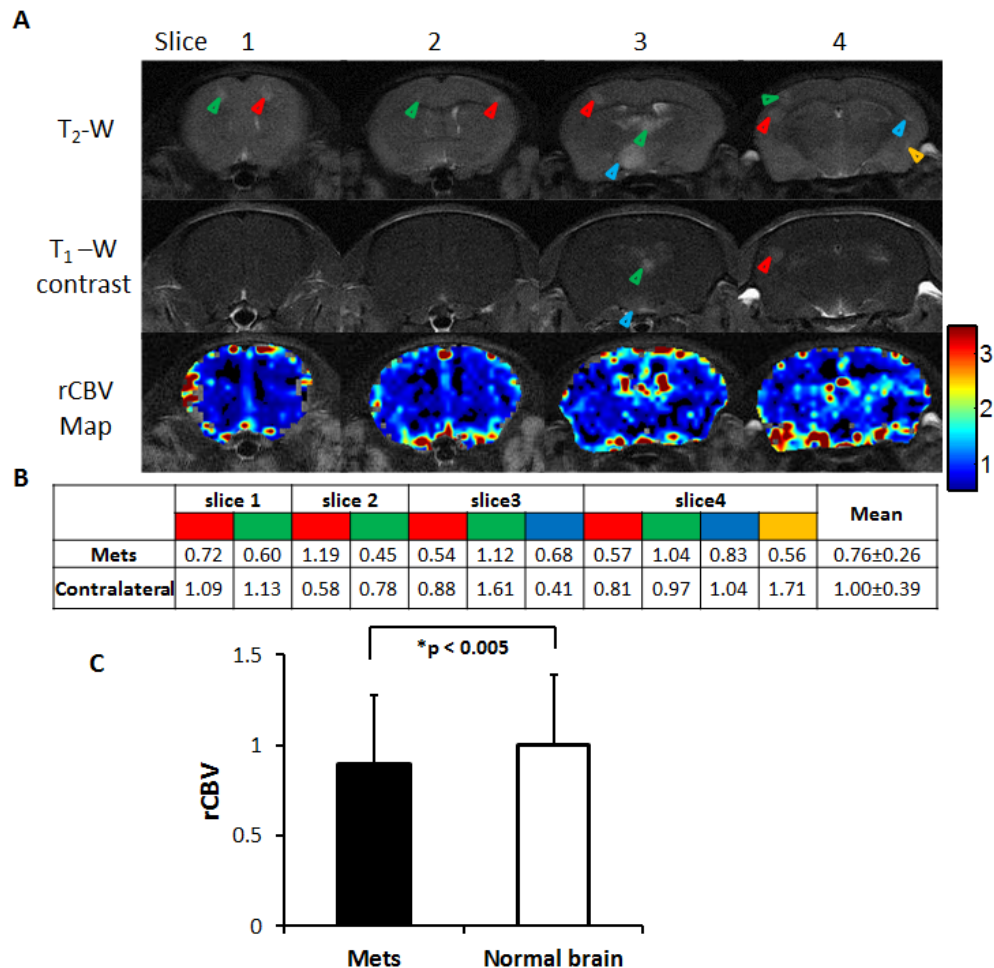 A
Slice 1 2 3 4
T2-W
T1 –W
contrast
rCBV
Map
3
2
1
B
slice 1 slice 2 slice3 slice4 Mean
Mets 0.72 0.60 1.19 0.45 0.54 1.12 0.68 0.57 1.04 0.83 0.56 0.76±0.26
Contralateral 1.09 1.13 0.58 0.78 0.88 1.61 0.41 0.81 0.97 1.04 1.71 1.00±0.39
C
*p < 0.005
1.5
1
0.5
0
rCBV
Mets Normal brain